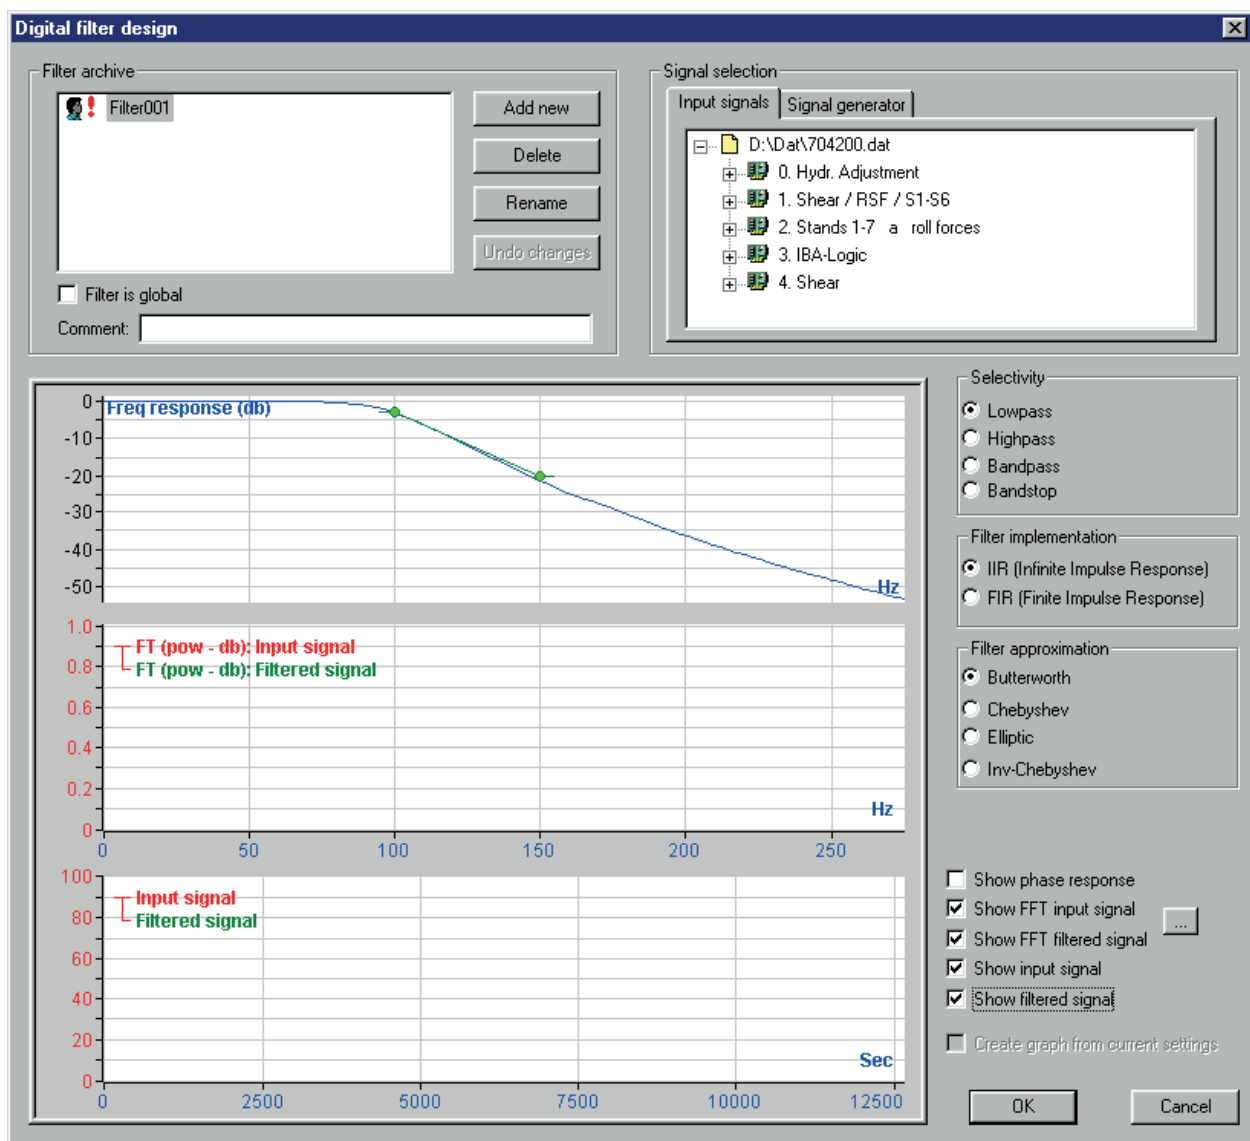 Digital filter design
Filter archive
Filter001
Add new
Delete
Rename
Undo changes
Filter is global
Comment:
Signal selection
Input signals Signal generator
D:\Dat\704200.dat
0. Hydr. Adjustment
1. Shear / RSF / S1-S6
2. Stands 1-7 a roll forces
3. IBA-Logic
4. Shear
0
Freq response (db)
-10
-20
-30
-40
-50
Hz
1.0
FT (pow - db): Input signal
0.8
FT (pow - db): Filtered signal
0.6
0.4
0.2
Hz
0
0 50 100 150 200 250
100
Input signal
80
Filtered signal
60
40
20
Sec
0
0 2500 5000 7500 10000 12500
Selectivity
Lowpass
Highpass
Bandpass
Bandstop
Filter implementation
IIR (Infinite Impulse Response)
FIR (Finite Impulse Response)
Filter approximation
Butterworth
Chebyshev
Elliptic
Inv-Chebyshev
Show phase response
Show FFT input signal
...
Show FFT filtered signal
Show input signal
Show filtered signal
Create graph from current settings
OK Cancel